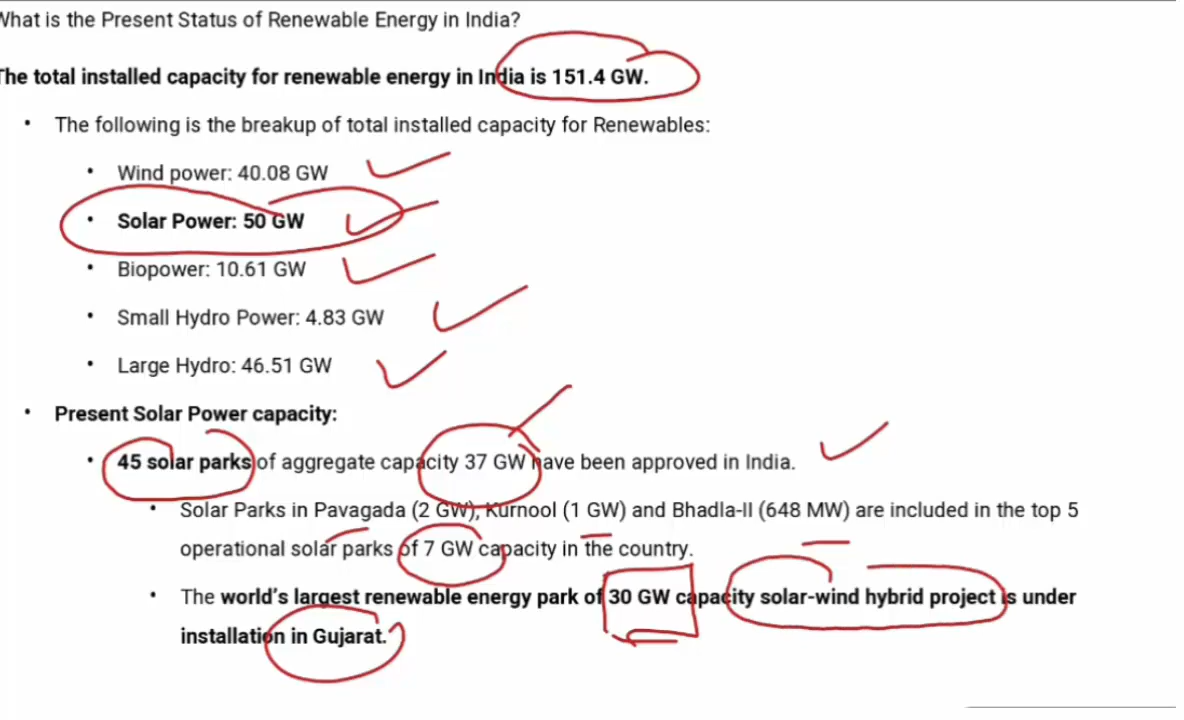 What is the Present Status of Renewable Energy in India?
The total installed capacity for renewable energy in India is 151.4 GW.
• The following is the breakup of total installed capacity for Renewables:
• Wind power: 40.08 GW
• Solar Power: 50 GW
• Biopower: 10.61 GW
• Small Hydro Power: 4.83 GW
• Large Hydro: 46.51 GW
• Present Solar Power capacity:
• 45 solar parks of aggregate capacity 37 GW have been approved in India.
• Solar Parks in Pavagada (2 GW), Kurnool (1 GW) and Bhadla-II (648 MW) are included in the top 5
operational solar parks of 7 GW capacity in the country.
• The world's largest renewable energy park of 30 GW capacity solar-wind hybrid project is under
installation in Gujarat.